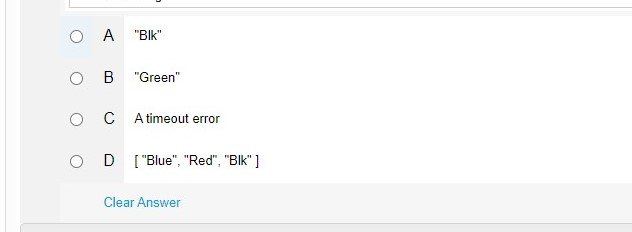 A "Blk"
B "Green"
C A timeout error
D [ "Blue", "Red", "Blk" ]
Clear Answer